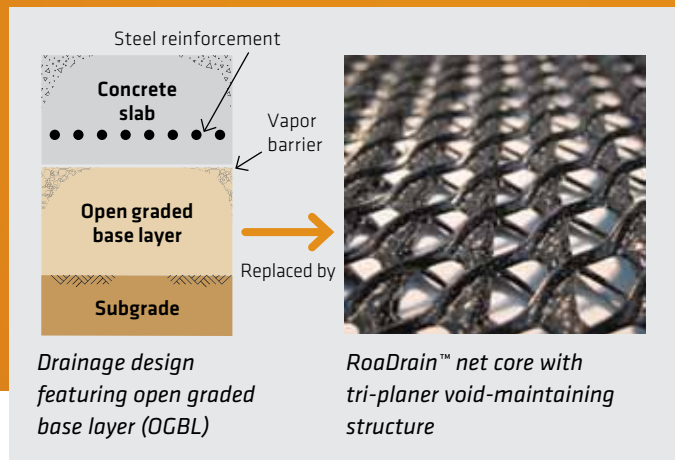 Steel reinforcement
Concrete
slab
Vapor
barrier
Open graded
base layer
Replaced by
Subgrade
Drainage design
featuring open graded
base layer (OGBL)
RoaDrain™ net core with
tri-planer void-maintaining
structure